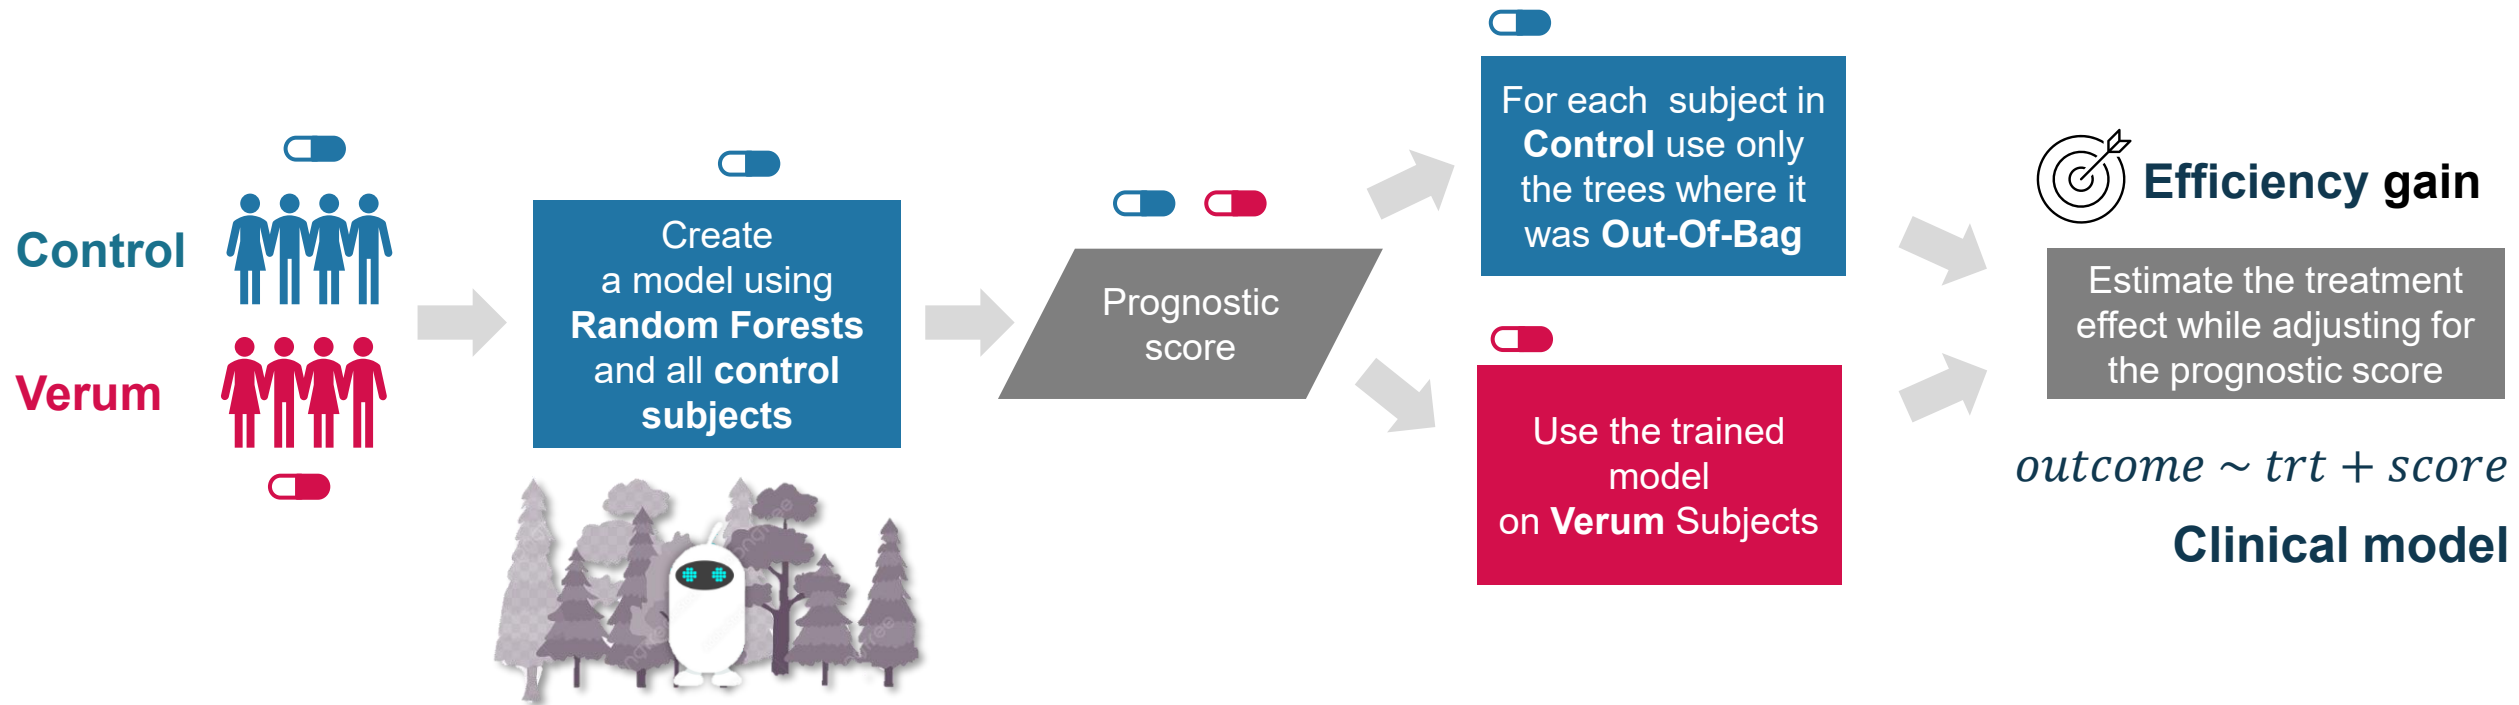 Control
Verum
Create
a model using
Random Forests
and all control
subjects
Prognostic
score
For each  subject in
Control use only
the trees where it
was Out-Of-Bag
Use the trained
model
on Verum Subjects
Efficiency gain
Estimate the treatment
effect while adjusting for
the prognostic score
outcome ~ trt + score
Clinical model